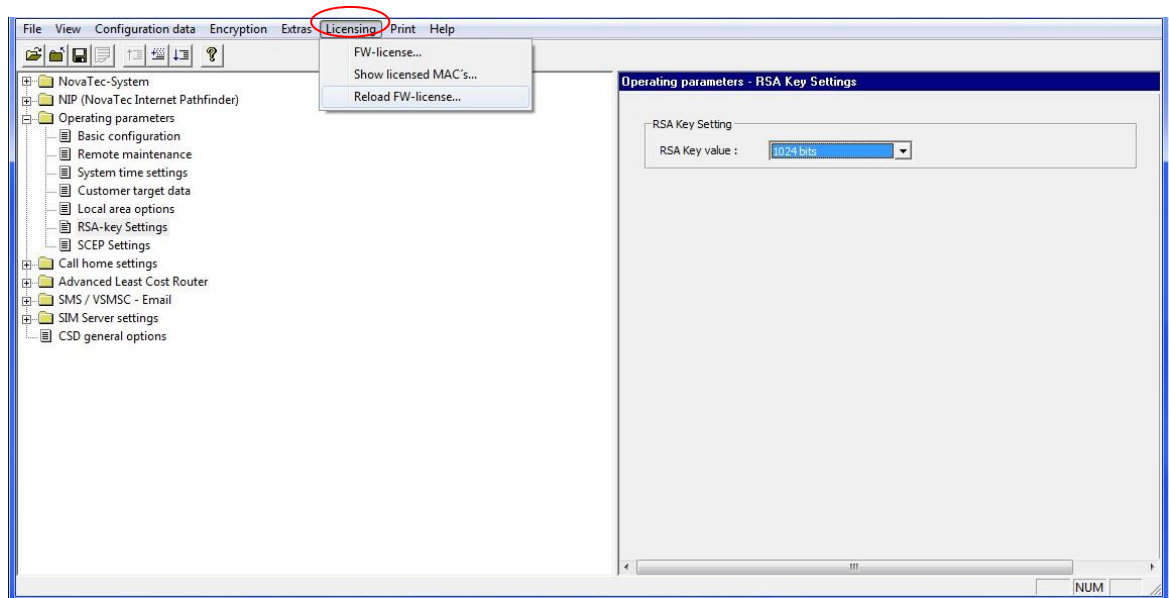 File View Configuration data Encryption Extras Licensing Print Help
FW-license...
Show licensed MAC´s...
Reload FW-license...
NovaTec-System
NIP (NovaTec Internet Pathfinder)
Operating parameters
Basic configuration
Remote maintenance
System time settings
Customer target data
Local area options
RSA-key Settings
SCEP Settings
Call home settings
Advanced Least Cost Router
SMS / VSMSC - Email
SIM Server settings
CSD general options
Operating parameters - RSA Key Settings
RSA Key Setting
RSA Key value :
1024 bits
NUM